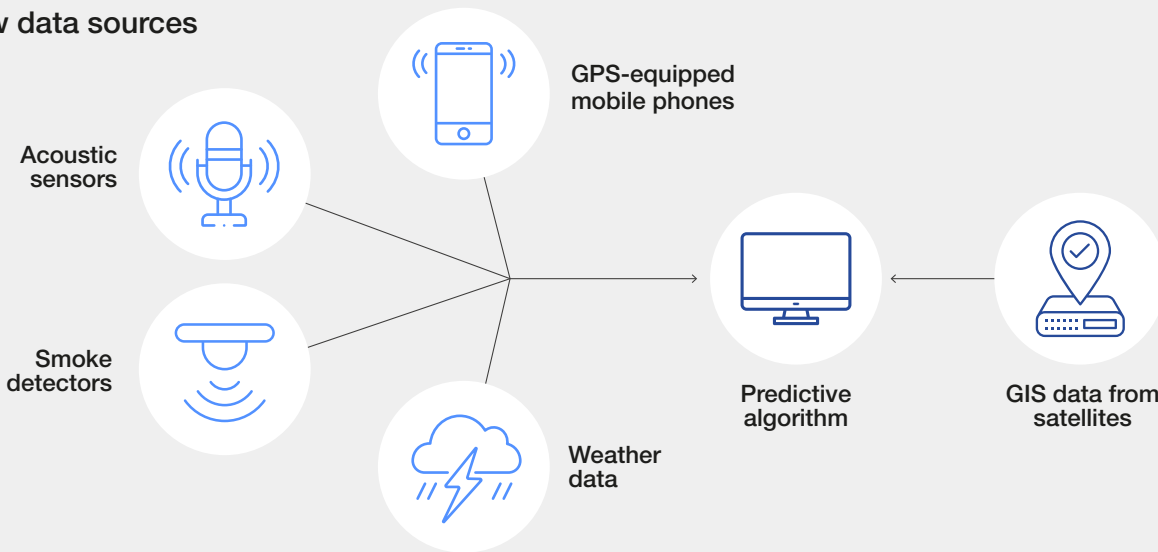 data sources
GPS-equipped
mobile phones
Acoustic
sensors
Smoke
detectors
Weather
data
Predictive
algorithm
GIS data from
satellites